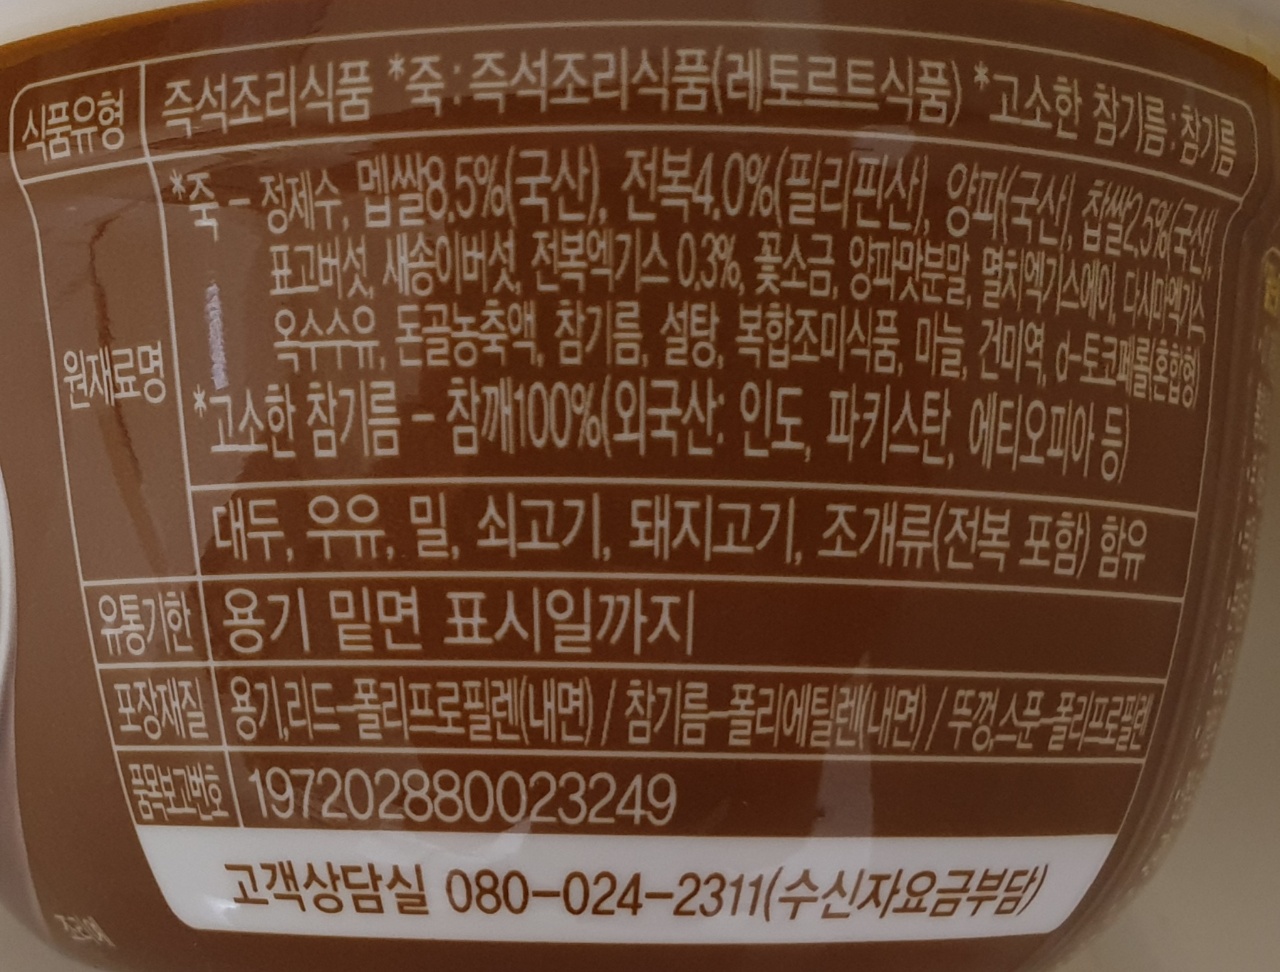 식품유형 즉석조리식품 *죽:즉석조리식품(레토르트식품) *고소한 참기름:참기름
원재료명
*죽 - 정제수, 멥쌀8.5%(국산), 전복4.0%(필리핀산), 양파(국산), 찹쌀2.5%(국산),
표고버섯, 새송이버섯, 전복엑기스 0.3%, 꽃소금, 양파맛분말, 멸치엑기스에이, 다시마엑기스
옥수수유, 돈골농축액, 참기름, 설탕, 복합조미식품, 마늘, 건미역, α-토코페롤(혼합형)
*고소한 참기름 - 참깨100%(외국산: 인도, 파키스탄, 에티오피아 등)
대두, 우유, 밀, 쇠고기, 돼지고기, 조개류(전복 포함) 함유
유통기한 용기 밑면 표시일까지
포장재질 용기,리드-폴리프로필렌(내면) / 참기름-폴리에틸렌(내면) / 뚜껑,스푼-폴리프로필렌
품목보고번호 197202880023249
고객상담실 080-024-2311(수신자요금부담)